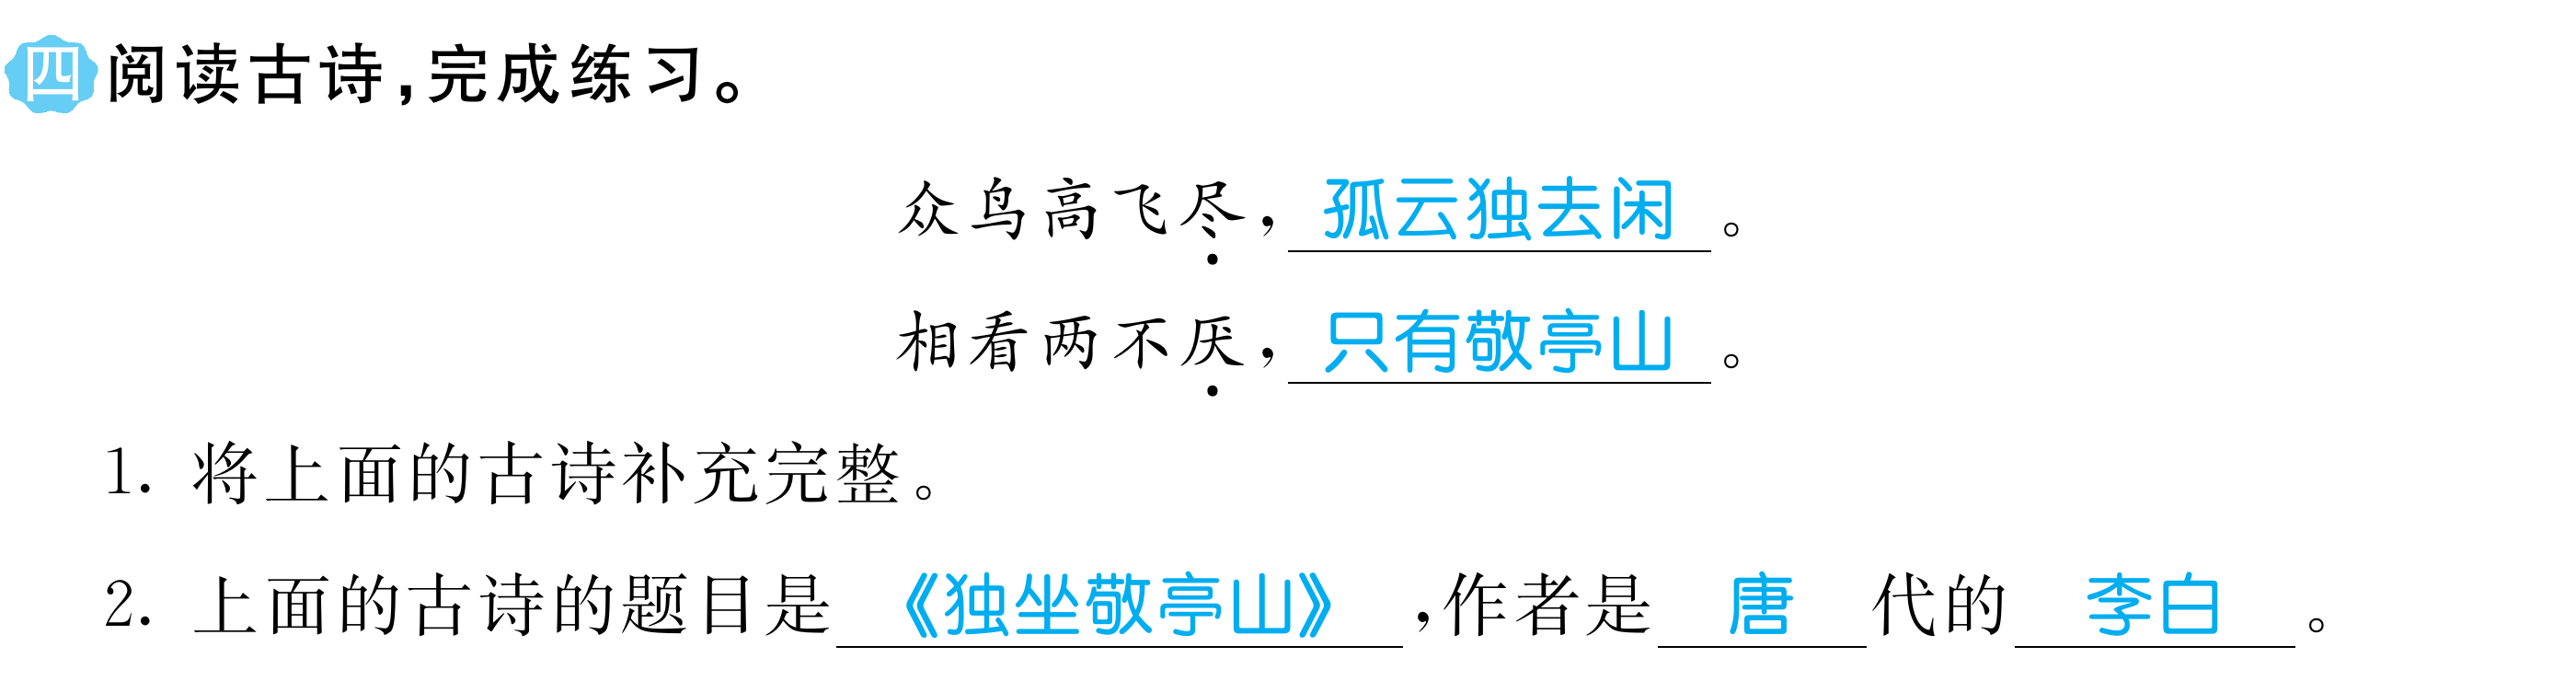 四 阅读古诗,完成练习。
众鸟高飞尽,孤云独去闲。
相看两不厌,只有敬亭山。
1. 将上面的古诗补充完整。
2. 上面的古诗的题目是《独坐敬亭山》,作者是 唐 代的 李白 。